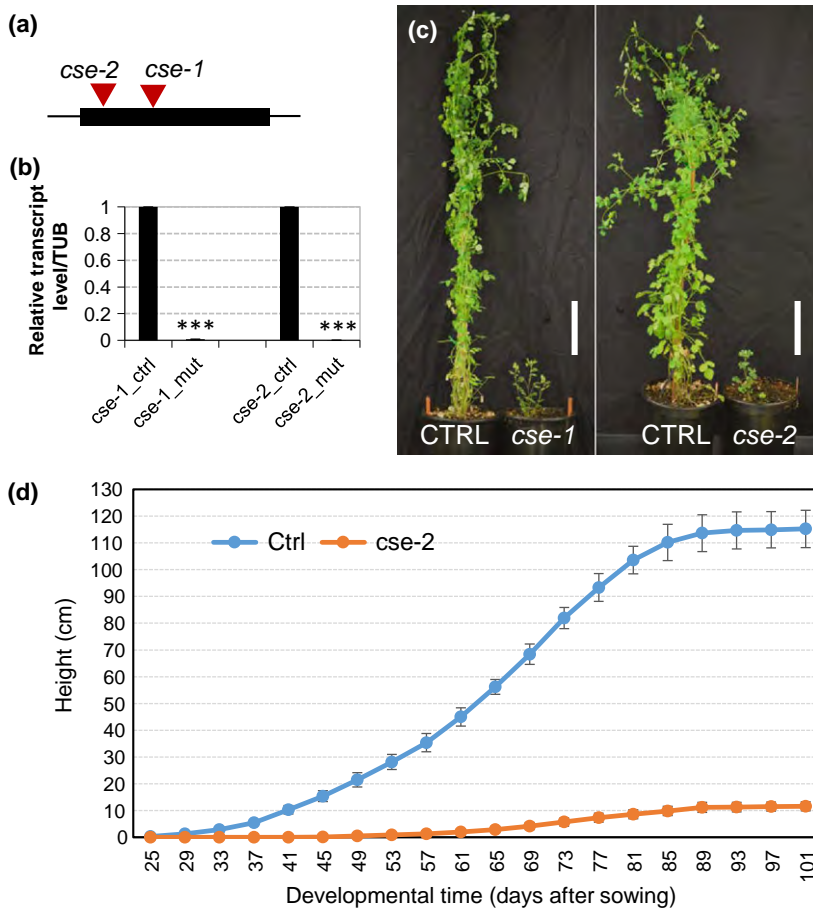 (a)
cse-2
cse-1
(b)
Relative transcript
level/TUB
1
0.8
0.6
0.4
0.2
0
***
***
cse-1_ctrl
cse-1_mut
cse-2_ctrl
cse-2_mut
(c)
CTRL
cse-1
CTRL
cse-2
(d)
Height (cm)
130
120
110
100
90
80
70
60
50
40
30
20
10
0
Ctrl
cse-2
25 29 33 37 41 45 49 53 57 61 65 69 73 77 81 85 89 93 97 101
Developmental time (days after sowing)